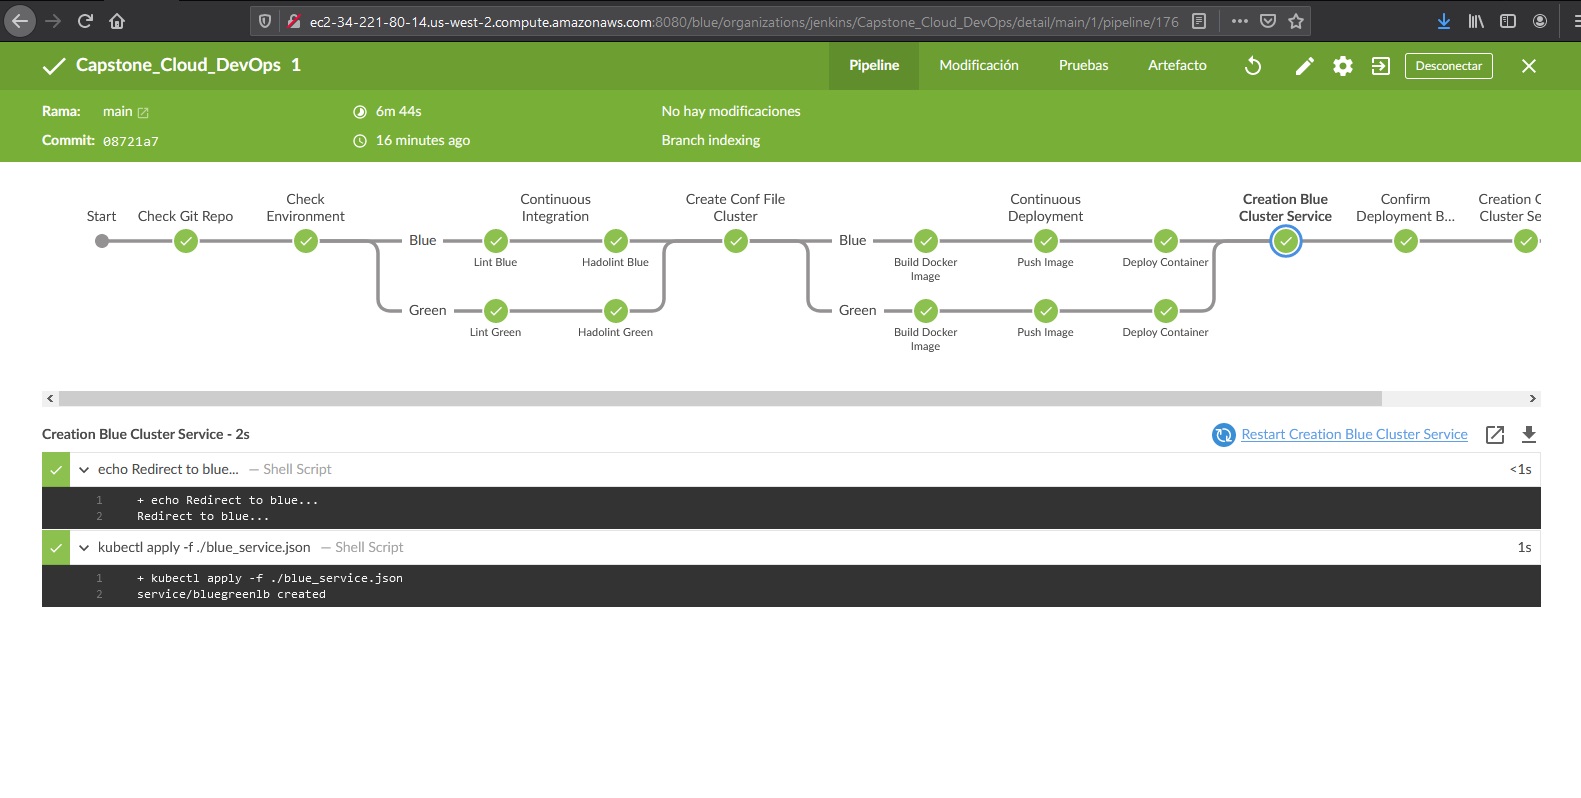 ec2-34-221-80-14.us-west-2.compute.amazonaws.com:8080/blue/organizations/jenkins/Capstone_Cloud_DevOps/detail/main/1/pipeline/176
Capstone_Cloud_DevOps 1
Pipeline
Modificación
Pruebas
Artefacto
Desconectar
Rama: main
6m 44s
No hay modificaciones
Commit: 08721a7
16 minutes ago
Branch indexing
Start
Check Git Repo
Check
Environment
Continuous
Integration
Create Conf File
Cluster
Continuous
Deployment
Creation Blue
Cluster Service
Confirm
Deployment B...
Creation G
Cluster Se
Blue
Lint Blue
Hadolint Blue
Blue
Build Docker
Image
Push Image
Deploy Container
Green
Lint Green
Hadolint Green
Green
Build Docker
Image
Push Image
Deploy Container
Creation Blue Cluster Service - 2s
Restart Creation Blue Cluster Service
echo Redirect to blue... — Shell Script
<1s
1 + echo Redirect to blue...
2 Redirect to blue...
kubectl apply -f ./blue_service.json — Shell Script
1s
1 + kubectl apply -f ./blue_service.json
2 service/bluegreenlb created